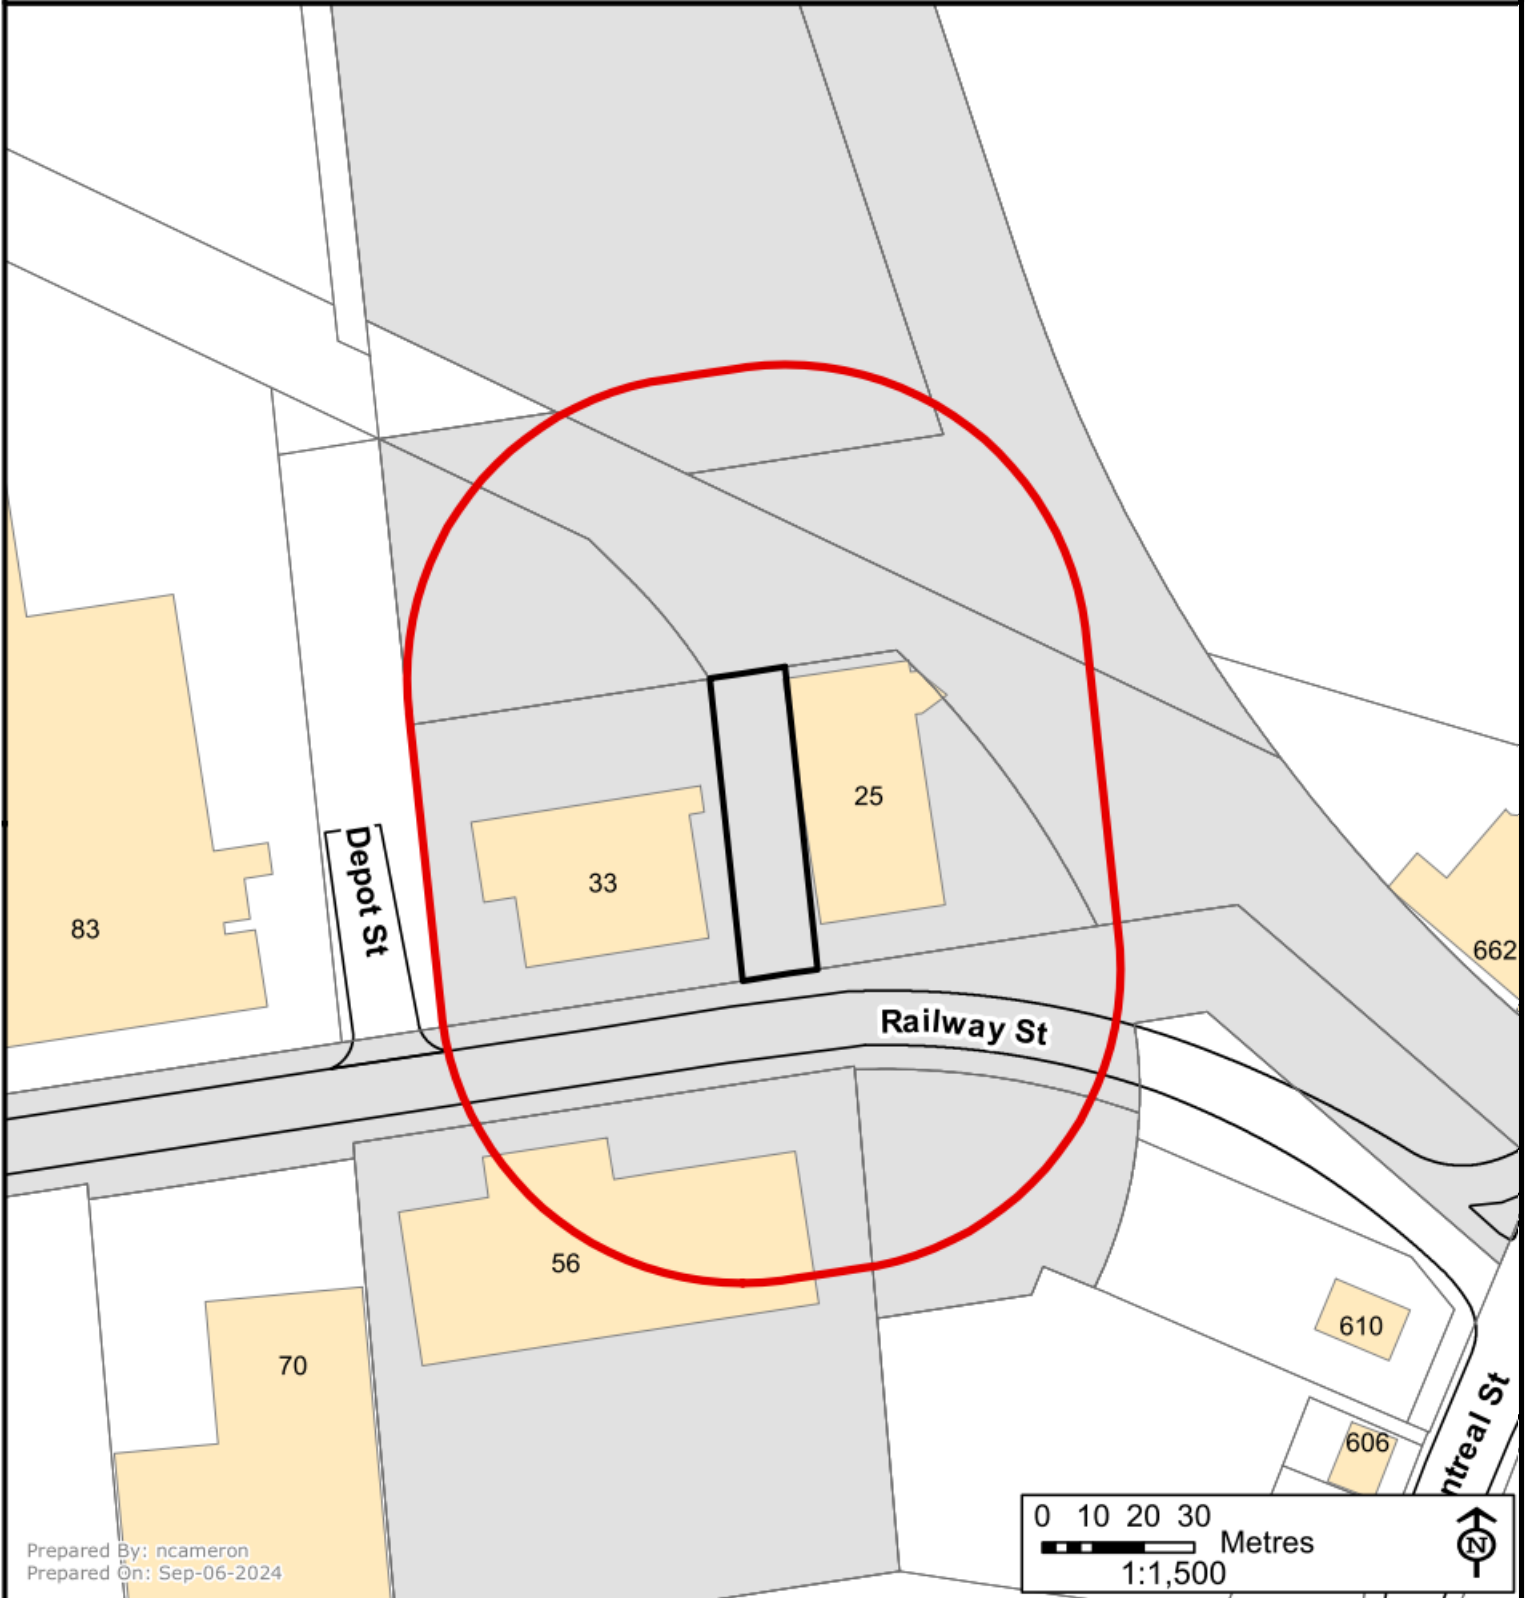 25
33
Depot St
83
662
Railway St
56
610
70
ntreal St
606
0 10 20 30
Metres
1:1,500
N
Prepared By: ncameron
Prepared On: Sep-06-2024